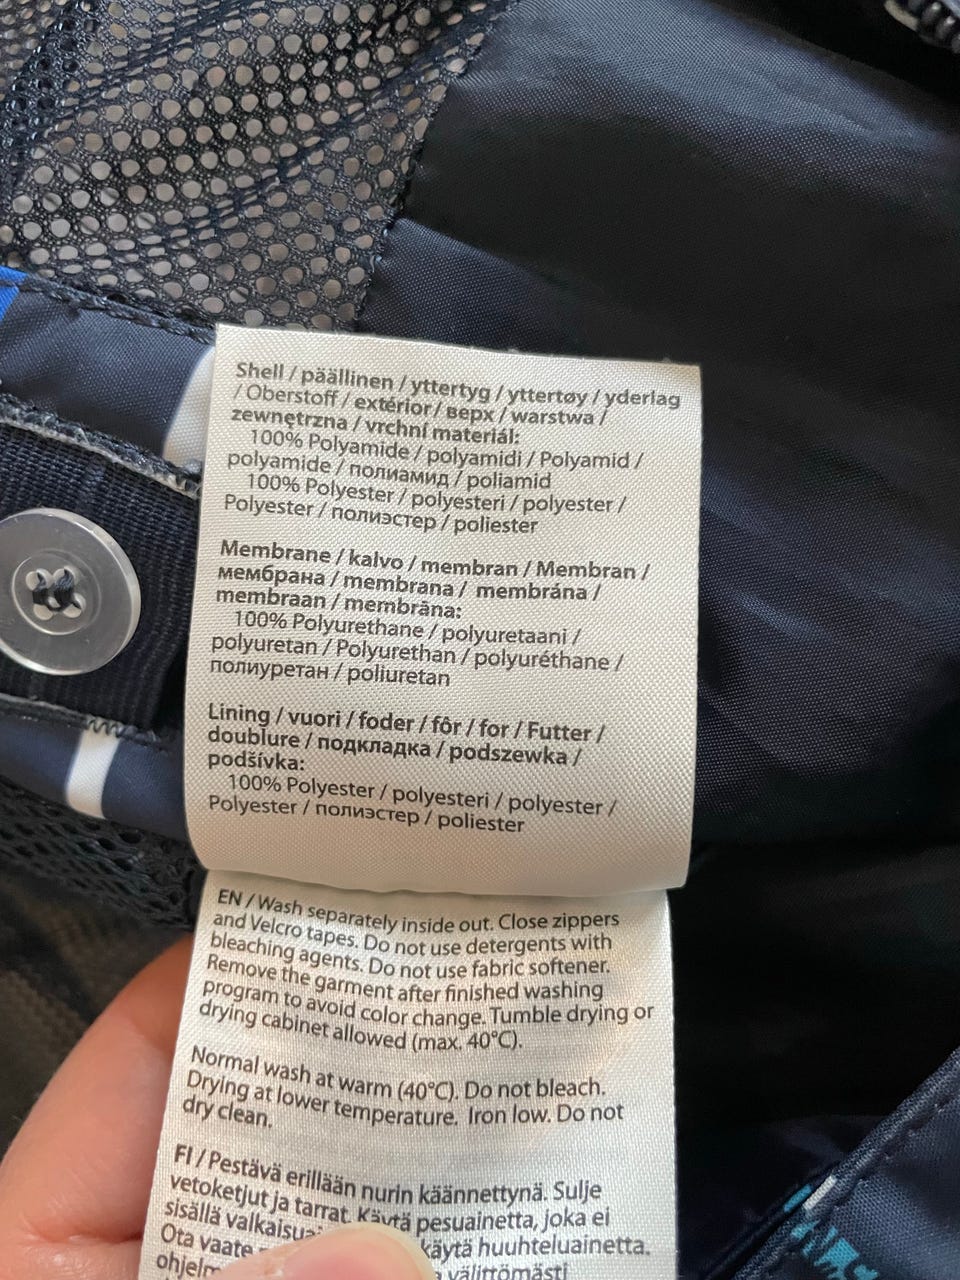 Shell / päällinen / yttertyg / yttertøy / yderlag
/ Oberstoff / extérior / верх / warstwa /
zewnętrzna / vrchní materiál:
100% Polyamide / polyamidi / Polyamid /
polyamide / полиамид / poliamid
100% Polyester / polyesteri / polyester /
Polyester / полиэстер / poliester
Membrane / kalvo / membran / Membran /
мембрана / membrana / membrána /
membraan / membrāna:
100% Polyurethane / polyuretaani /
polyuretan / Polyurethan / polyuréthane /
полиуретан / poliuretan
Lining / vuori / foder / fôr / for / Futter /
doublure / подкладка / podszewka /
podšívka:
100% Polyester / polyesteri / polyester /
Polyester / полиэстер / poliester
EN / Wash separately inside out. Close zippers
and Velcro tapes. Do not use detergents with
bleaching agents. Do not use fabric softener.
Remove the garment after finished washing
program to avoid color change. Tumble drying or
drying cabinet allowed (max. 40°C).
Normal wash at warm (40°C). Do not bleach.
Drying at lower temperature. Iron low. Do not
dry clean.
FI / Pestävä erillään nurin käännettynä. Sulje
vetoketjut ja tarrat. Käytä pesuainetta, joka ei
sisällä valkaisuai käytä huuhteluainetta.
Ota vaate välittömästi
ohjelm